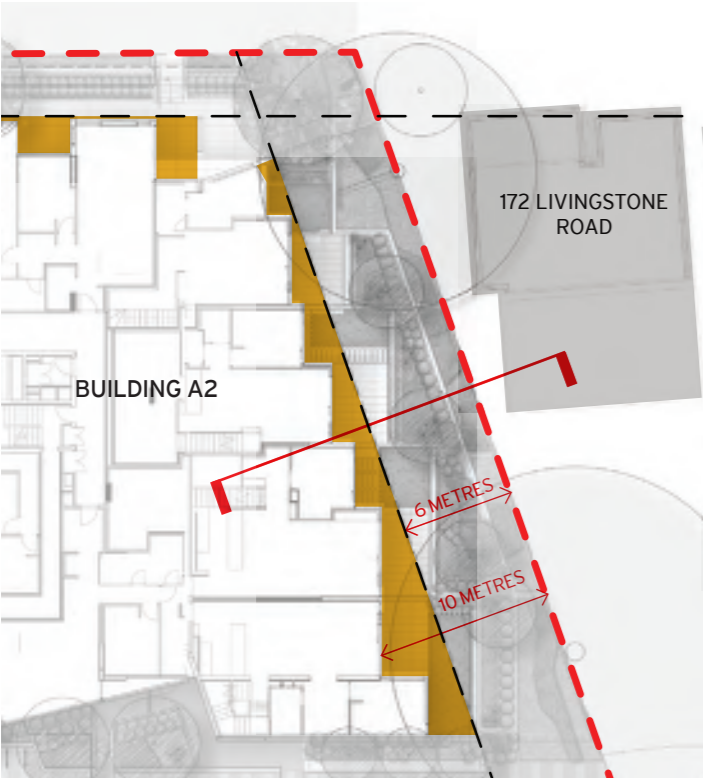 172 LIVINGSTONE
ROAD
BUILDING A2
6 METRES
10 METRES